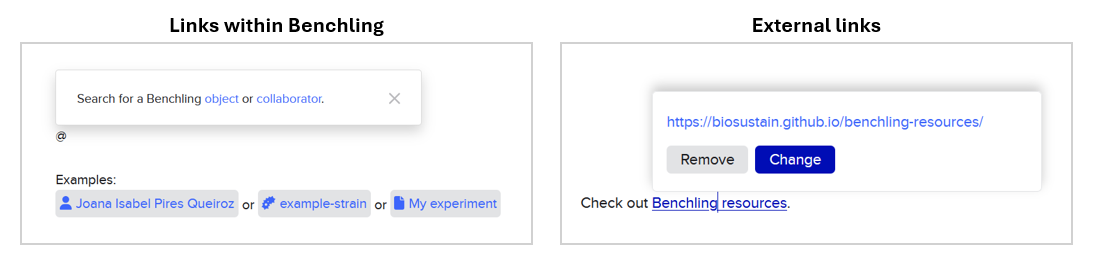 Links within Benchling
Search for a Benchling object or collaborator.
@
Examples:
Joana Isabel Pires Queiroz or example-strain or My experiment
External links
https://biosustain.github.io/benchling-resources/
Remove Change
Check out Benchling resources.